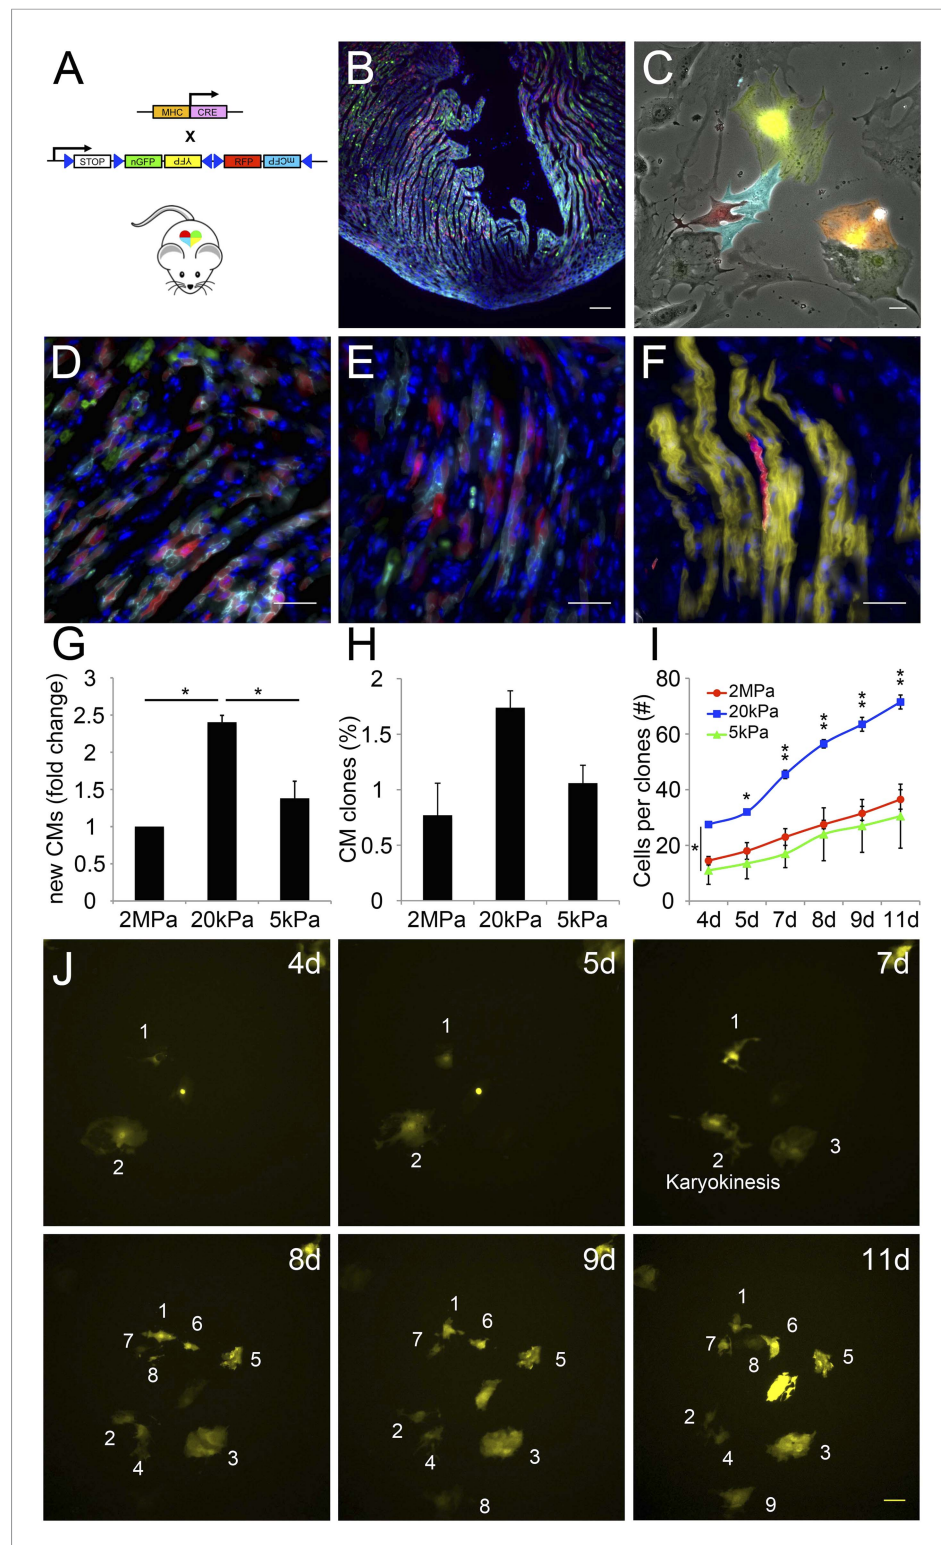 A
MHC CRE
X
STOP nGFP YFP RFP mCFP
B
C
D
E
F
G
new CMs (fold change)
3
2.5
2
1.5
1
0.5
0
* *
2MPa 20kPa 5kPa
H
CM clones (%)
2
1.5
1
0.5
0
2MPa 20kPa 5kPa
I
Cells per clones (#)
80
60
40
20
0
2MPa
20kPa
5kPa
* * ** ** ** **
4d 5d 7d 8d 9d 11d
J
4d
1
2
5d
1
2
7d
1
2
3
Karyokinesis
8d
1
6
7
8
5
2
4
3
9d
1
6
7
5
2
4
3
8
11d
1
6
7
8
5
2
4
3
9